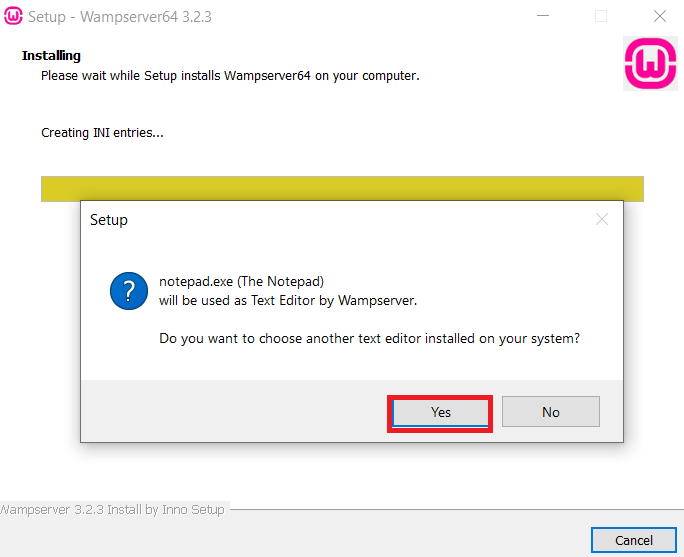 Setup - Wampserver64 3.2.3
Installing
Please wait while Setup installs Wampserver64 on your computer.
Creating INI entries...
Setup
notepad.exe (The Notepad)
will be used as Text Editor by Wampserver.
Do you want to choose another text editor installed on your system?
Yes No
Wampserver 3.2.3 Install by Inno Setup
Cancel